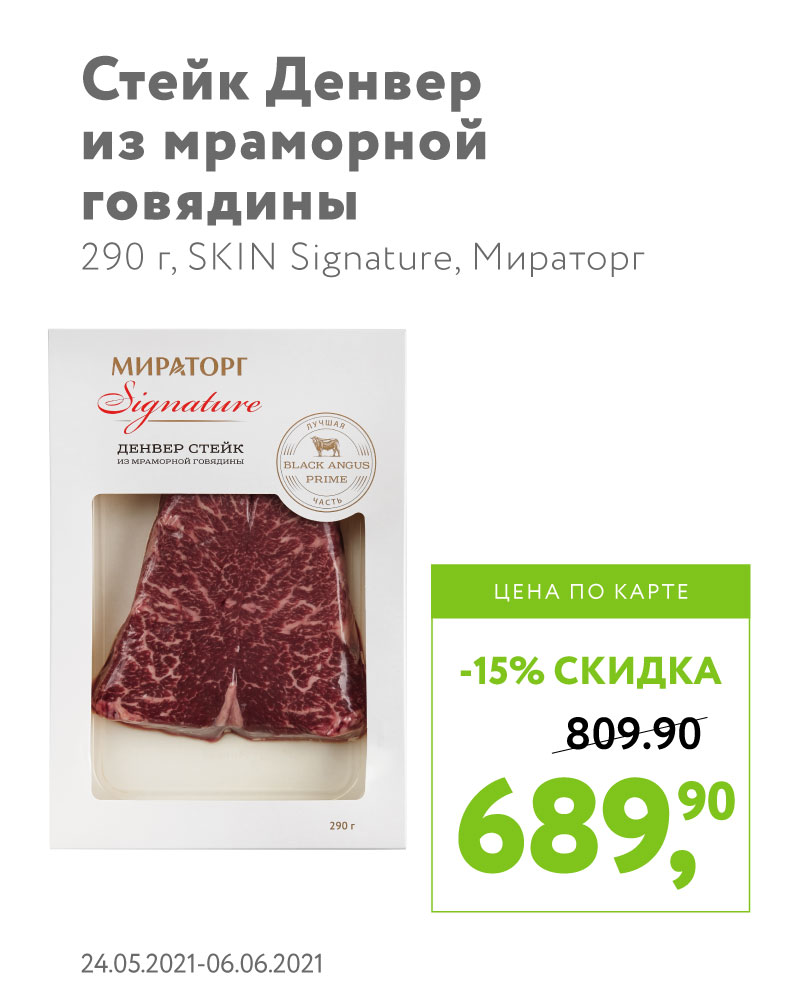 Стейк Денвер
из мраморной
говядины
290 г, SKIN Signature, Мираторг
МИРАТОРГ
Signature
ДЕНВЕР СТЕЙК
ИЗ МРАМОРНОЙ ГОВЯДИНЫ
ЛУЧШАЯ
BLACK ANGUS
PRIME
ЧАСТЬ
290 г
ЦЕНА ПО КАРТЕ
-15% СКИДКА
809.90
689,90
24.05.2021-06.06.2021